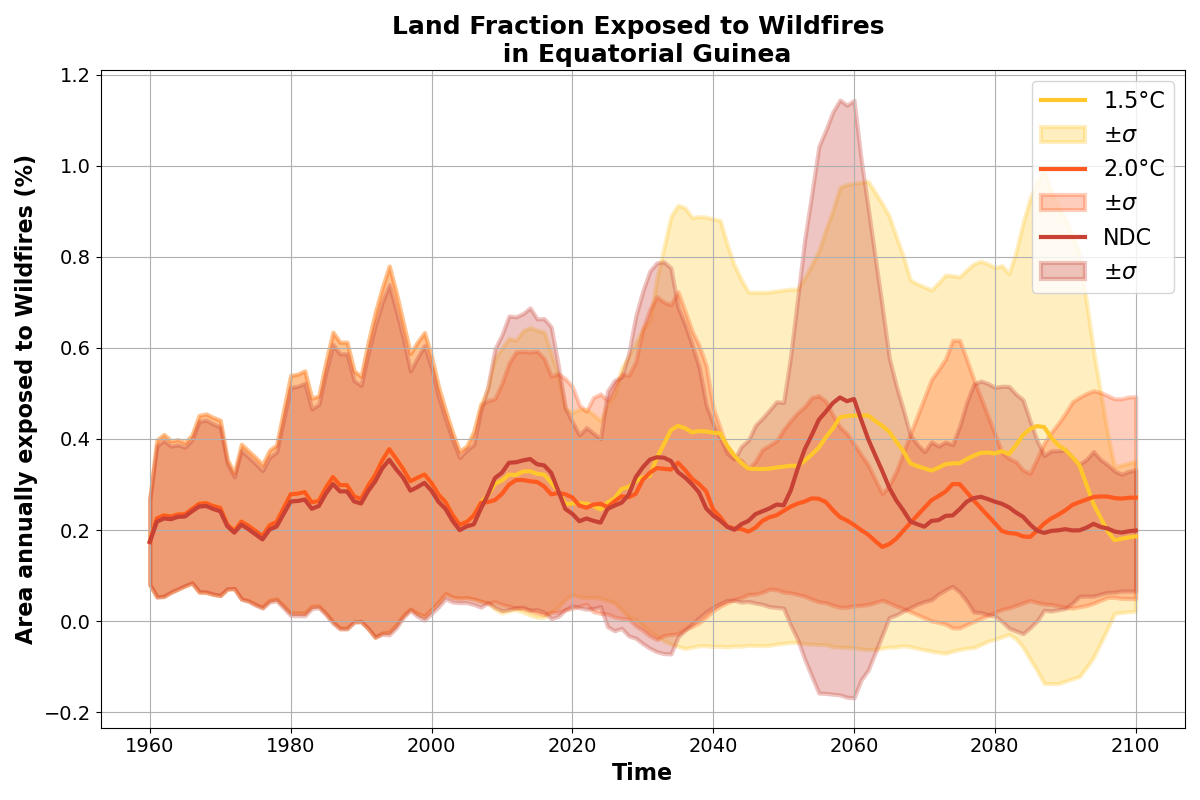 Land Fraction Exposed to Wildfires
in Equatorial Guinea
Area annually exposed to Wildfires (%)
1.2
1.0
0.8
0.6
0.4
0.2
0.0
−0.2
1.5°C
±σ
2.0°C
±σ
NDC
±σ
1960 1980 2000 2020 2040 2060 2080 2100
Time